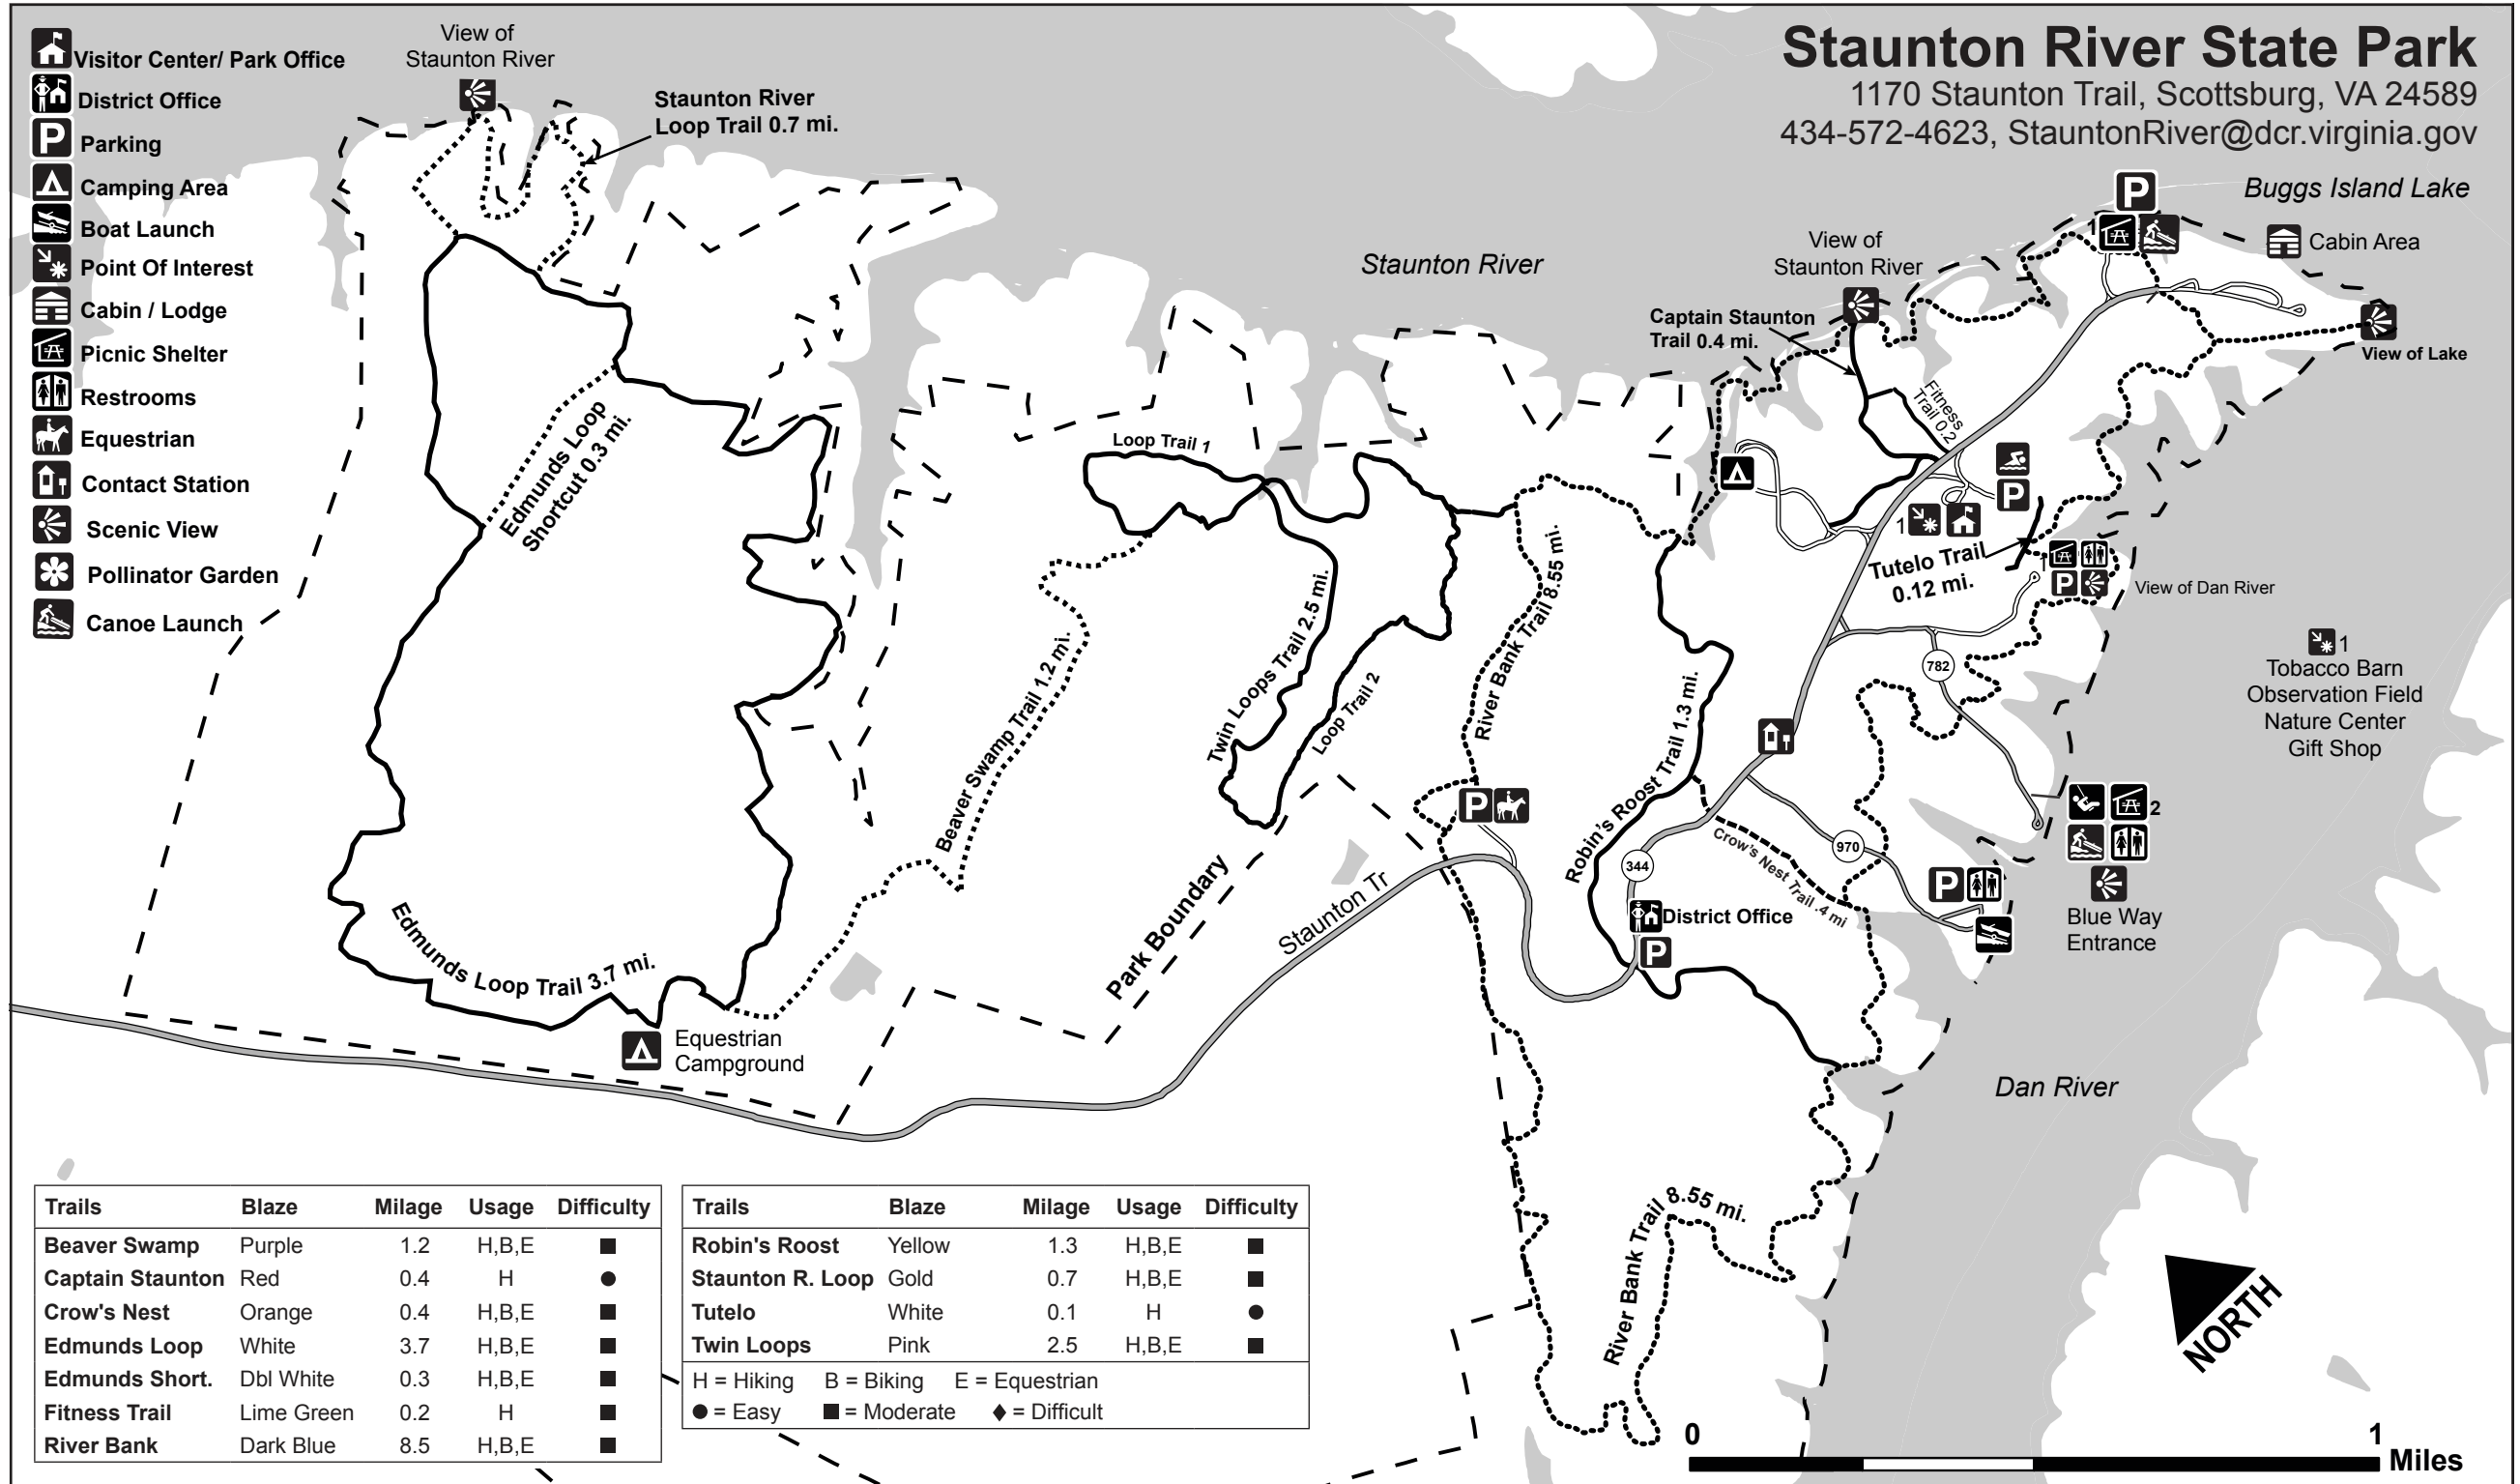 Staunton River State Park
1170 Staunton Trail, Scottsburg, VA 24589
434-572-4623, StauntonRiver@dcr.virginia.gov
Visitor Center/ Park Office
District Office
P Parking
Camping Area
Boat Launch
Point Of Interest
Cabin / Lodge
Picnic Shelter
Restrooms
Equestrian
Contact Station
Scenic View
Pollinator Garden
Canoe Launch
View of
Staunton River
Staunton River
Loop Trail 0.7 mi.
Edmunds Loop
Shortcut 0.3 mi.
Edmunds Loop Trail 3.7 mi.
Equestrian
Campground
Beaver Swamp Trail 1.2 mi.
Loop Trail 1
Twin Loops Trail 2.5 mi.
Loop Trail 2
Park Boundary
Staunton Tr
Staunton River
River Bank Trail 8.55 mi.
P
Robin's Roost Trail 1.3 mi.
344
District Office
P
Crow's Nest Trail .4 mi
970
P
View of
Staunton River
Captain Staunton
Trail 0.4 mi.
Fitness
Trail 0.2
P
1
Buggs Island Lake
Cabin Area
View of Lake
P
1
Tutelo Trail
0.12 mi.
1
P
View of Dan River
782
1
Tobacco Barn
Observation Field
Nature Center
Gift Shop
2
Blue Way
Entrance
Dan River
River Bank Trail 8.55 mi.
NORTH
0 1
Miles
Trails Blaze Milage Usage Difficulty
Beaver Swamp Purple 1.2 H,B,E ■
Captain Staunton Red 0.4 H ●
Crow's Nest Orange 0.4 H,B,E ■
Edmunds Loop White 3.7 H,B,E ■
Edmunds Short. Dbl White 0.3 H,B,E ■
Fitness Trail Lime Green 0.2 H ■
River Bank Dark Blue 8.5 H,B,E ■
Trails Blaze Milage Usage Difficulty
Robin's Roost Yellow 1.3 H,B,E ■
Staunton R. Loop Gold 0.7 H,B,E ■
Tutelo White 0.1 H ●
Twin Loops Pink 2.5 H,B,E ■
H = Hiking B = Biking E = Equestrian
● = Easy ■ = Moderate ♦ = Difficult